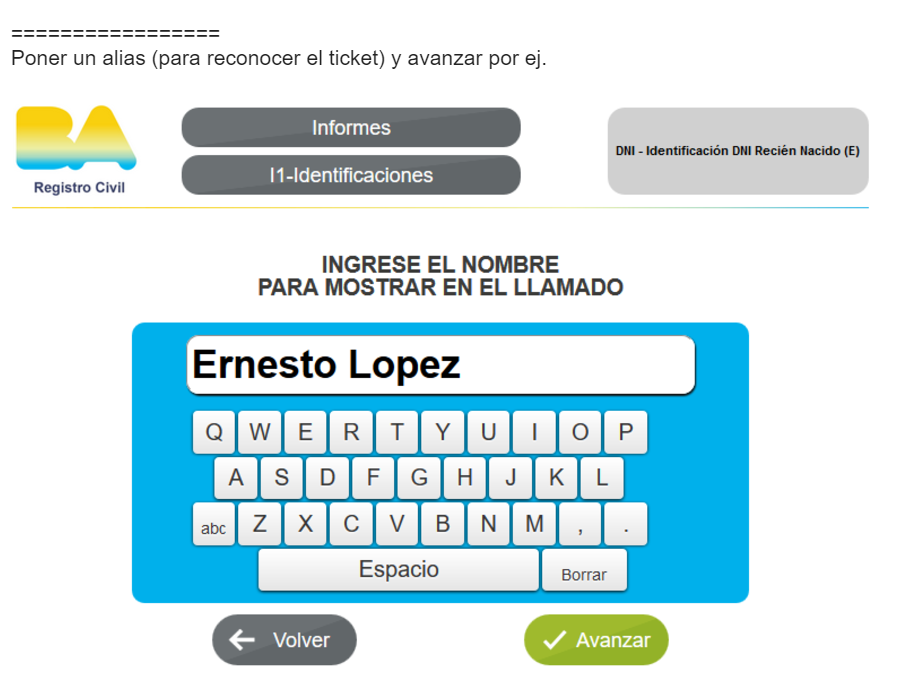 =================
Poner un alias (para reconocer el ticket) y avanzar por ej.
BA
Registro Civil
Informes
I1-Identificaciones
DNI - Identificación DNI Recién Nacido (E)
INGRESE EL NOMBRE
PARA MOSTRAR EN EL LLAMADO
Ernesto Lopez
Q W E R T Y U I O P
A S D F G H J K L
abc Z X C V B N M , .
Espacio Borrar
Volver Avanzar